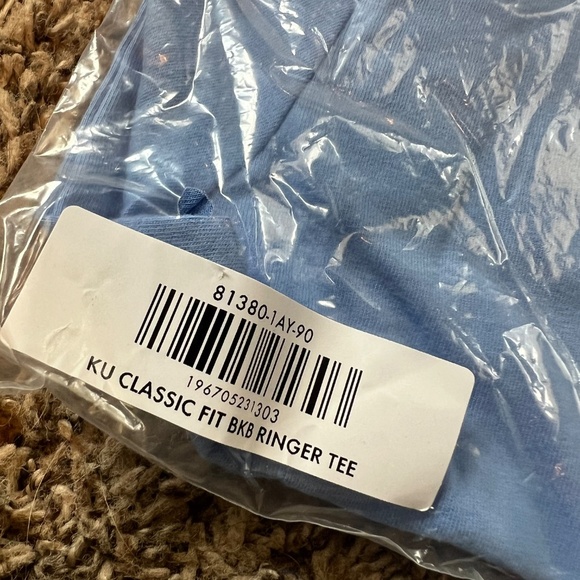 81380-1AY-90
196705231303
KU CLASSIC FIT BKB RINGER TEE